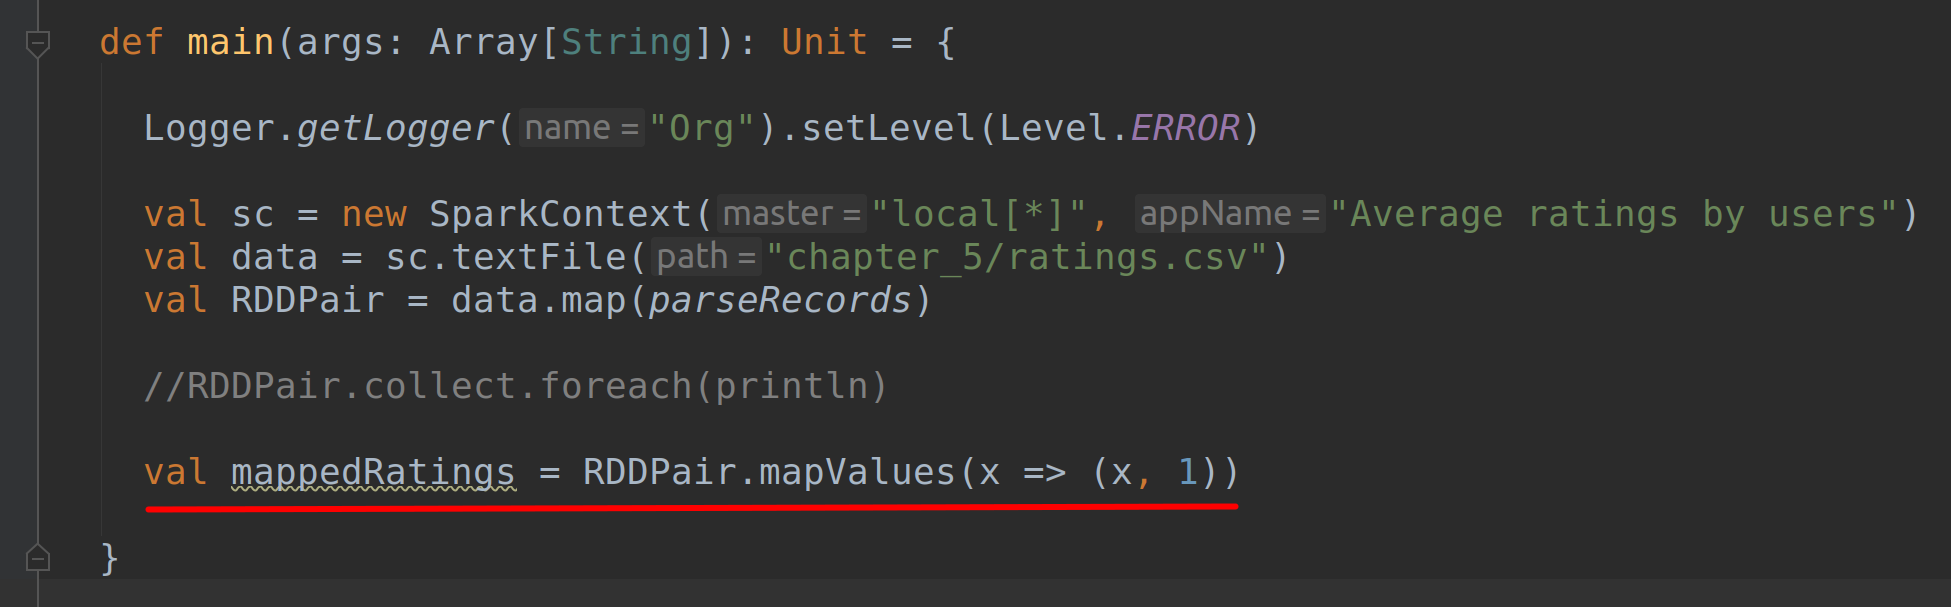 def main(args: Array[String]): Unit = {
Logger.getLogger(name = "Org").setLevel(Level.ERROR)
val sc = new SparkContext(master = "local[*]", appName = "Average ratings by users")
val data = sc.textFile(path = "chapter_5/ratings.csv")
val RDDPair = data.map(parseRecords)
//RDDPair.collect.foreach(println)
val mappedRatings = RDDPair.mapValues(x => (x, 1))
}